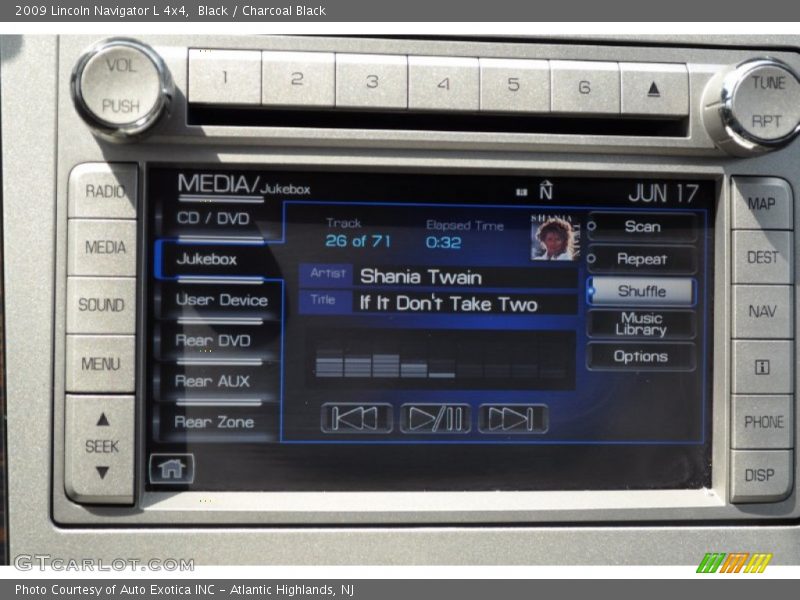 2009 Lincoln Navigator L 4x4, Black / Charcoal Black
VOL
PUSH
1 2 3 4 5 6
TUNE
RPT
RADIO
MEDIA
SOUND
MENU
SEEK
MEDIA/Jukebox
N
JUN 17
CD / DVD
Jukebox
User Device
Rear DVD
Rear AUX
Rear Zone
Track
26 of 71
Elapsed Time
0:32
SHANIA
Artist Shania Twain
Title If It Don't Take Two
Scan
Repeat
Shuffle
Music
Library
Options
MAP
DEST
NAV
i
PHONE
DISP
GTCARLOT.COM
Photo Courtesy of Auto Exotica INC - Atlantic Highlands, NJ